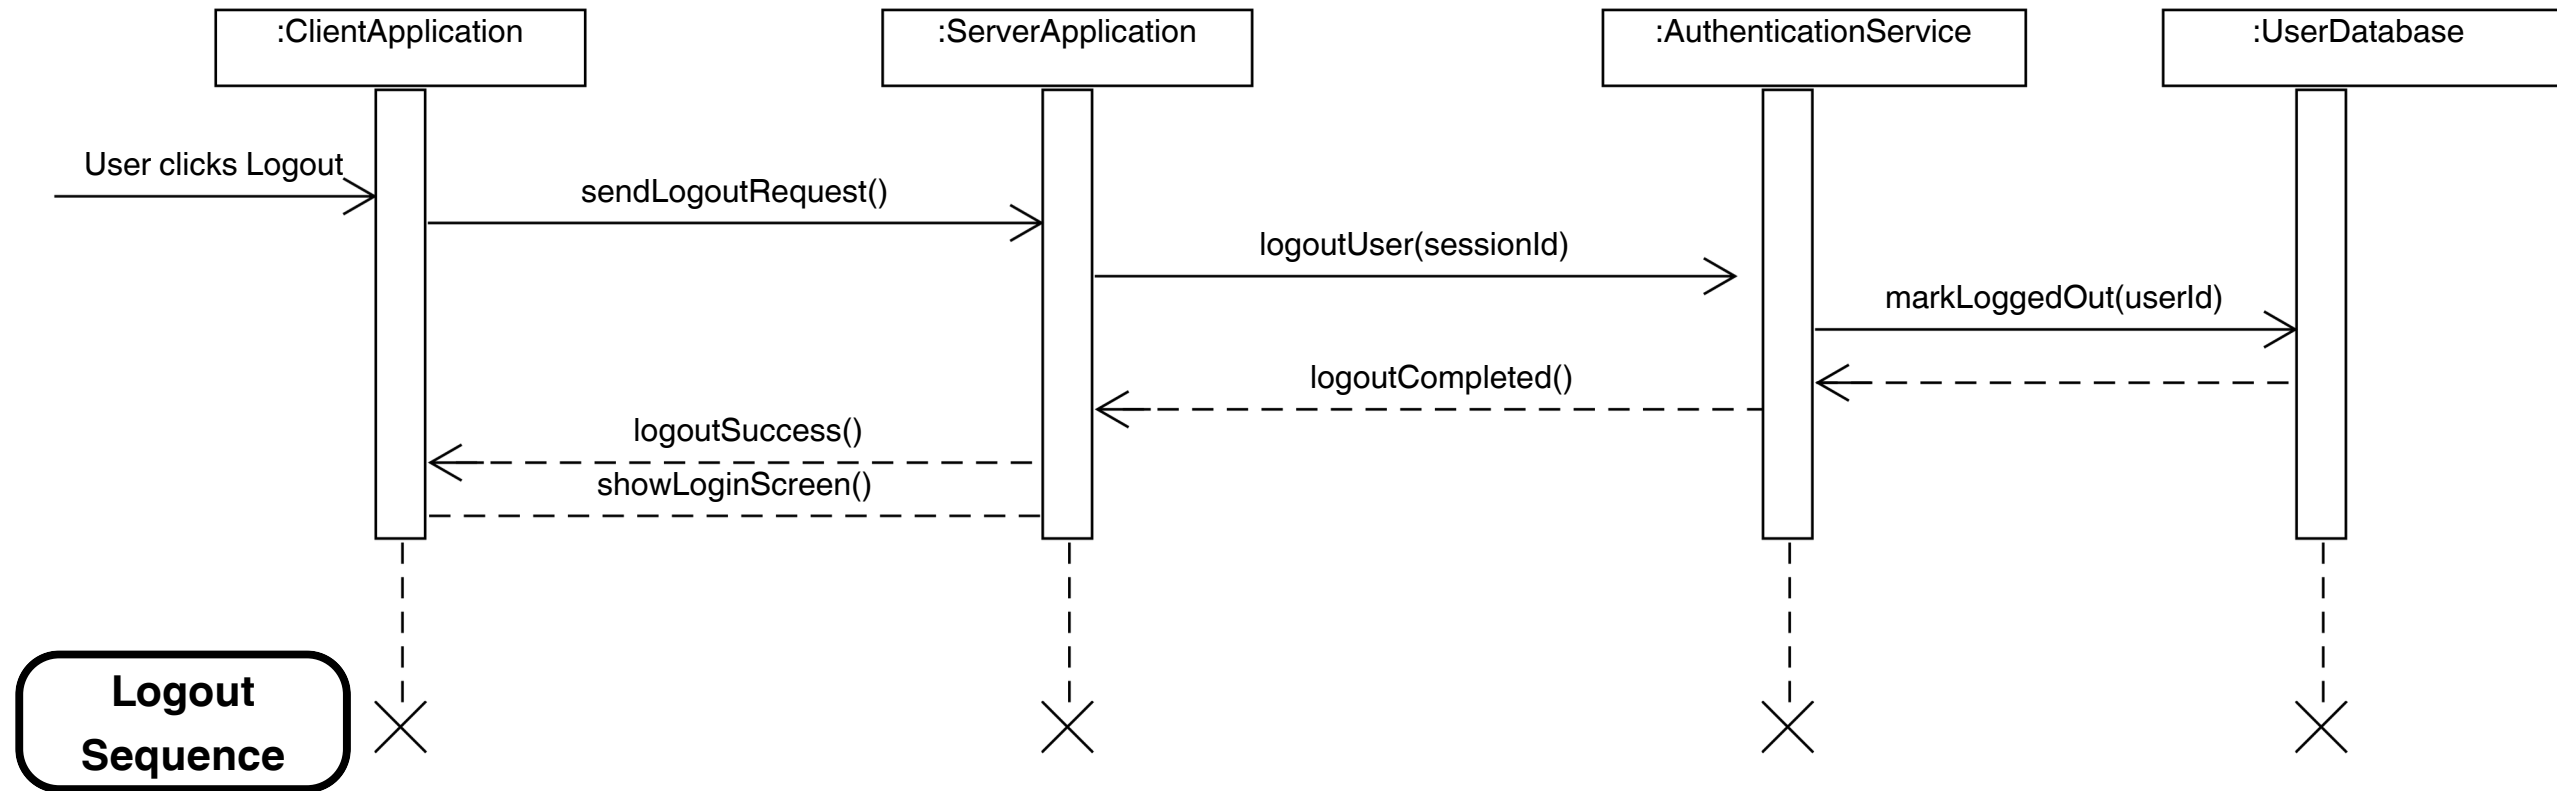 :ClientApplication
:ServerApplication
:AuthenticationService
:UserDatabase
User clicks Logout
sendLogoutRequest()
logoutUser(sessionId)
markLoggedOut(userId)
logoutCompleted()
logoutSuccess()
showLoginScreen()
Logout
Sequence